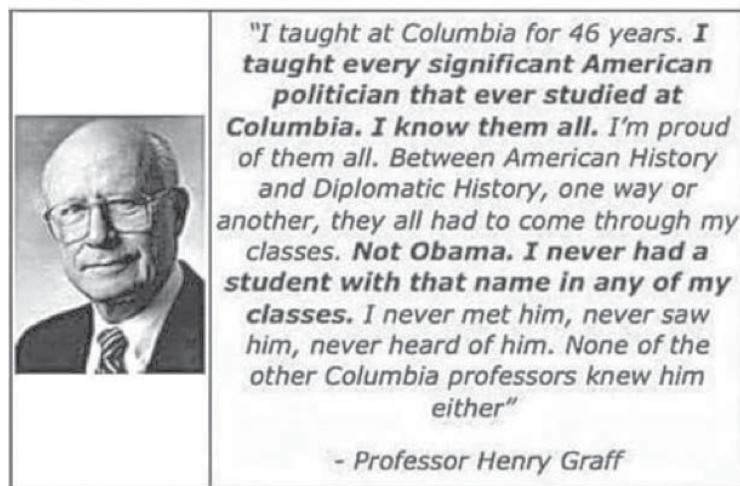 "I taught at Columbia for 46 years. I
taught every significant American
politician that ever studied at
Columbia. I know them all. I'm proud
of them all. Between American History
and Diplomatic History, one way or
another, they all had to come through my
classes. Not Obama. I never had a
student with that name in any of my
classes. I never met him, never saw
him, never heard of him. None of the
other Columbia professors knew him
either"
- Professor Henry Graff